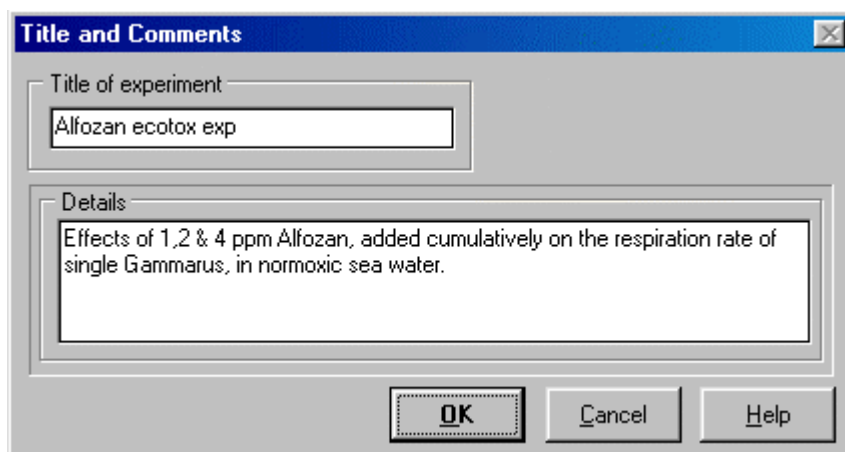 Title and Comments
Title of experiment
Alfozan ecotox exp
Details
Effects of 1,2 & 4 ppm Alfozan, added cumulatively on the respiration rate of
single Gammarus, in normoxic sea water.
OK
Cancel
Help